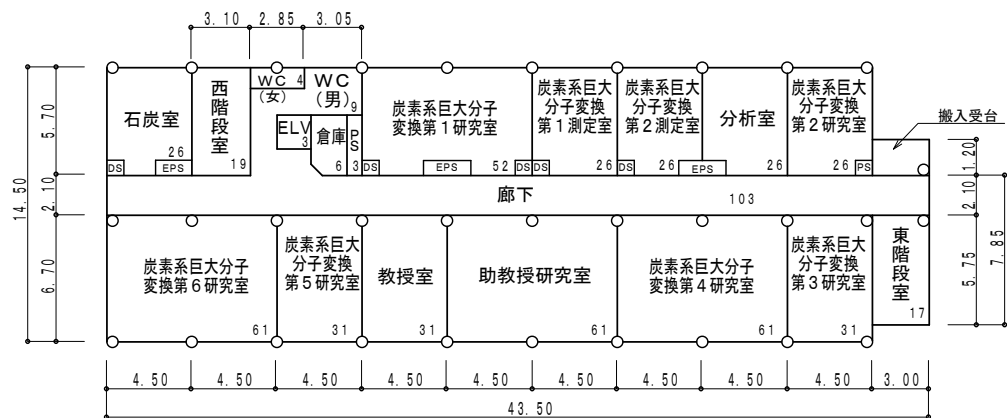 3.10 2.85 3.05
石炭室
26
西
階
段
室
19
WC
(女)
4
WC
(男)
9
ELV
3
倉庫
6
PS
3
炭素系巨大分子
変換第1研究室
52
炭素系巨大
分子変換
第1測定室
26
炭素系巨大
分子変換
第2測定室
26
分析室
26
炭素系巨大
分子変換
第2研究室
26
搬入受台
DS EPS DS EPS DS DS DS EPS PS
廊下
103
炭素系巨大分子
変換第6研究室
61
炭素系巨大
分子変換
第5研究室
31
教授室
31
助教授研究室
61
炭素系巨大分子
変換第4研究室
61
炭素系巨大
分子変換
第3研究室
31
東
階
段
室
17
14.50
5.70
2.10
6.70
1.20
2.10
5.75
7.85
4.50 4.50 4.50 4.50 4.50 4.50 4.50 4.50 4.50 3.00
43.50